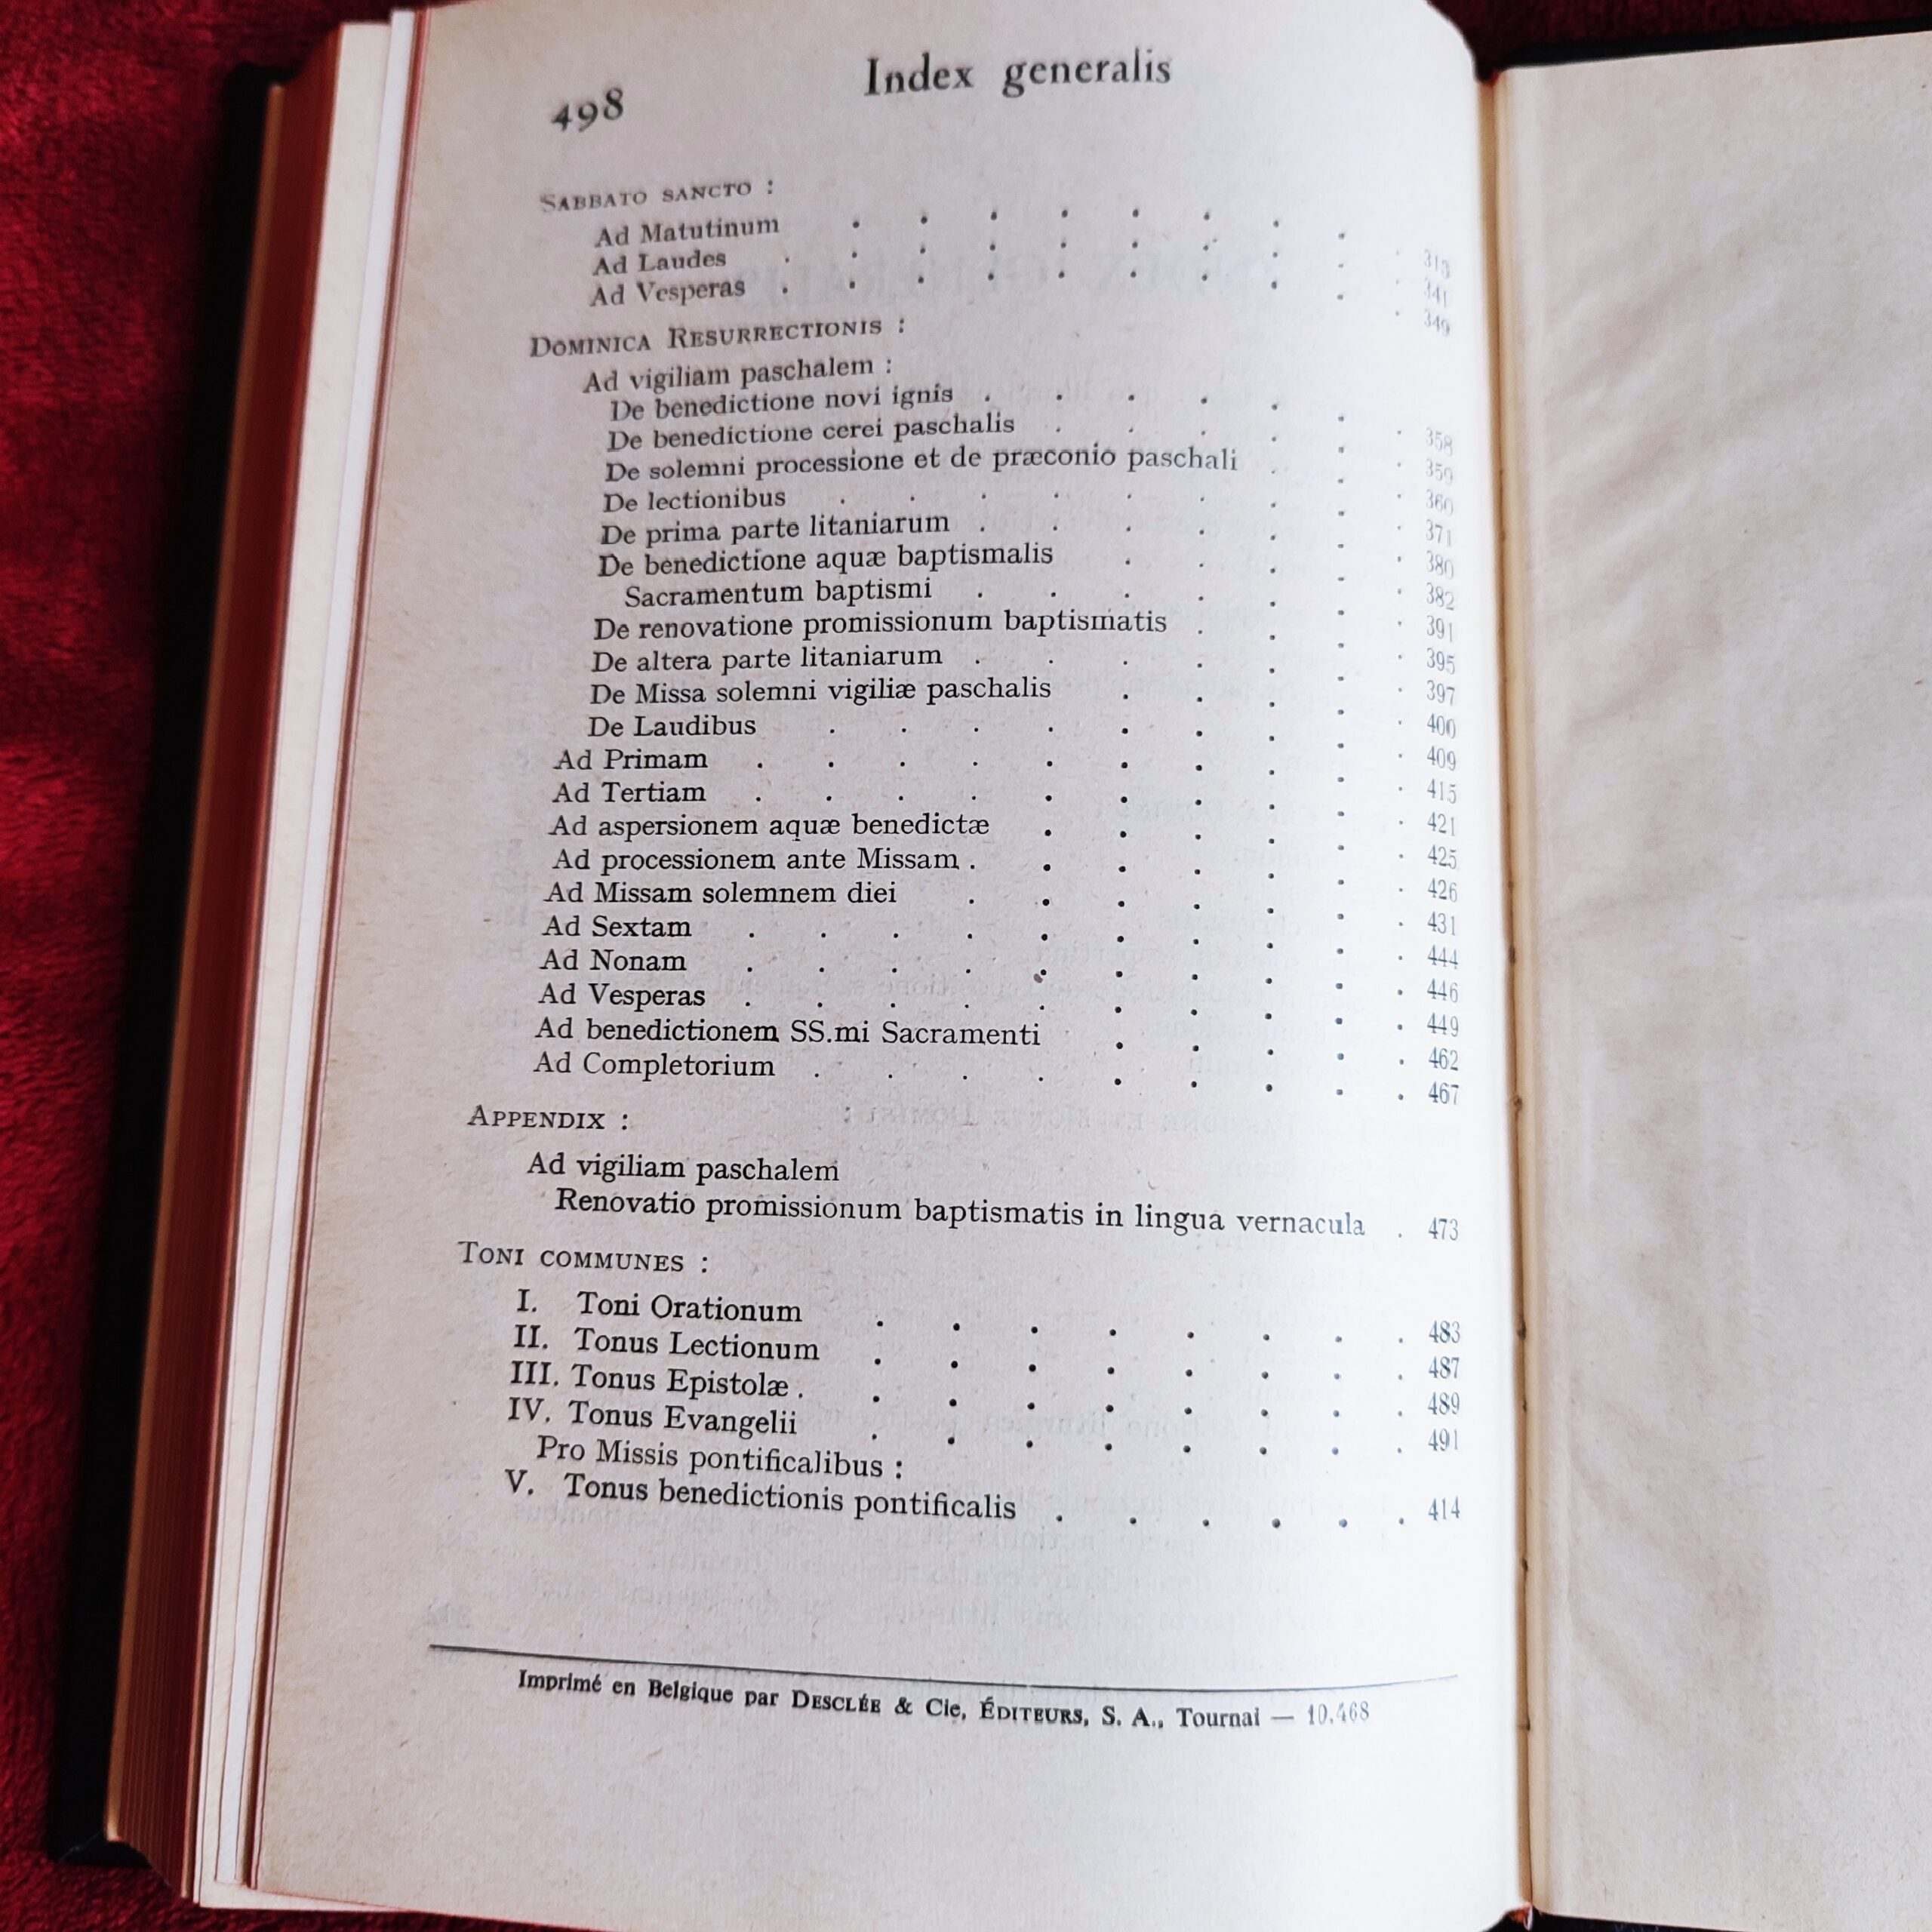 498
Index generalis
SABBATO SANCTO :
Ad Matutinum . . . . . . . . . 313
Ad Laudes . . . . . . . . . . 341
Ad Vesperas . . . . . . . . . . 349
DOMINICA RESURRECTIONIS :
Ad vigiliam paschalem :
De benedictione novi ignis . . . . . . . 358
De benedictione cerei paschalis . . . . . . 359
De solemni processione et de præconio paschali . . . 360
De lectionibus . . . . . . . . . 371
De prima parte litaniarum . . . . . . . 380
De benedictione aquæ baptismalis . . . . . 382
Sacramentum baptismi . . . . . . . 391
De renovatione promissionum baptismatis . . . . 395
De altera parte litaniarum . . . . . . . 397
De Missa solemni vigiliæ paschalis . . . . . 400
De Laudibus . . . . . . . . . 409
Ad Primam . . . . . . . . . . 415
Ad Tertiam . . . . . . . . . . 421
Ad aspersionem aquæ benedictæ . . . . . . 425
Ad processionem ante Missam . . . . . . . 426
Ad Missam solemnem diei . . . . . . . 431
Ad Sextam . . . . . . . . . . 444
Ad Nonam . . . . . . . . . . 446
Ad Vesperas . . . . . . . . . . 449
Ad benedictionem SS.mi Sacramenti . . . . . 462
Ad Completorium . . . . . . . . . 467
APPENDIX :
Ad vigiliam paschalem
Renovatio promissionum baptismatis in lingua vernacula . 473
TONI COMMUNES :
I. Toni Orationum . . . . . . . . 483
II. Tonus Lectionum . . . . . . . . 487
III. Tonus Epistolæ . . . . . . . . . 489
IV. Tonus Evangelii . . . . . . . . 491
Pro Missis pontificalibus :
V. Tonus benedictionis pontificalis . . . . . . 414
Imprimé en Belgique par DESCLÉE & Cie, ÉDITEURS, S. A., Tournai — 10.468